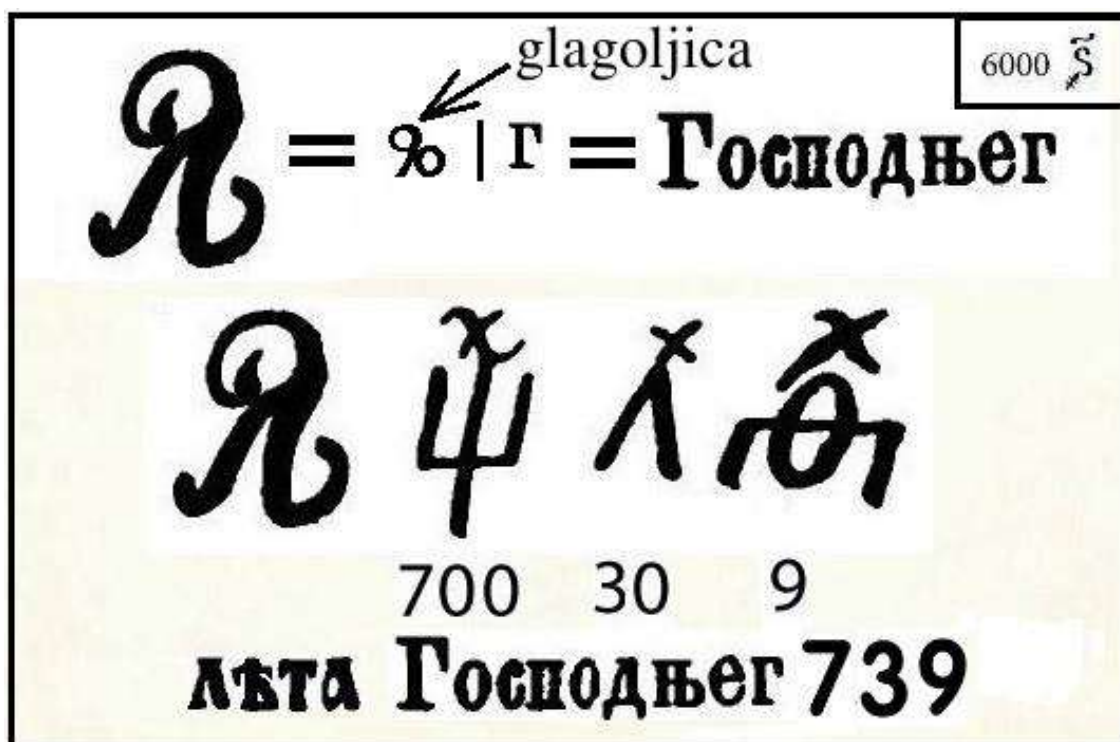 glagoljica
6000 ҂ѕ҃
Ꙗ = Ⰳ | Г = Господњег
Ꙗ ѱ л ѳ
700 30 9
лѣта Господњег 739